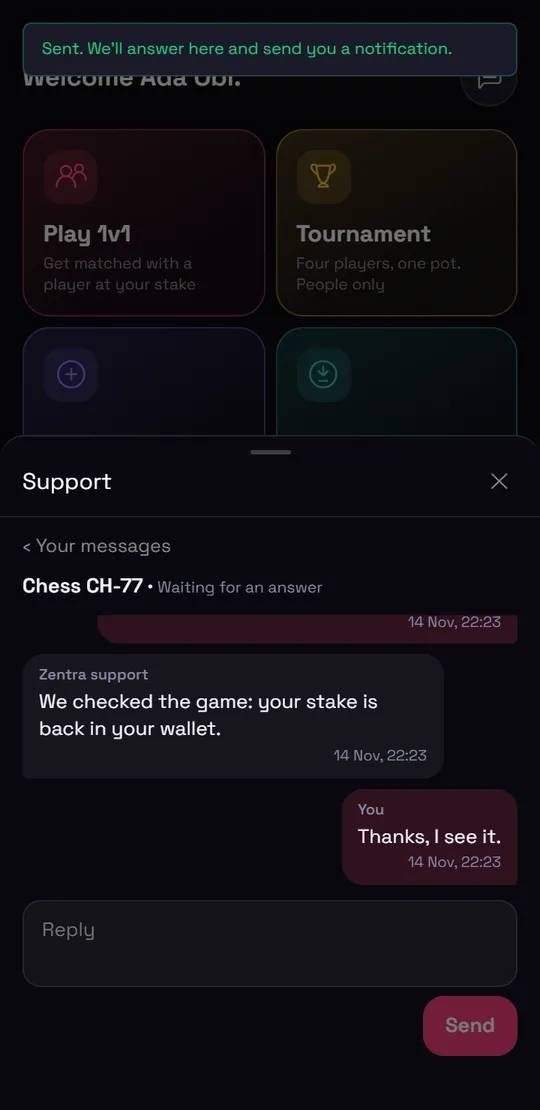 Sent. We'll answer here and send you a notification.
Welcome Ada Obi.
Play 1v1
Get matched with a
player at your stake
Tournament
Four players, one pot.
People only
Support
< Your messages
Chess CH-77 • Waiting for an answer
14 Nov, 22:23
Zentra support
We checked the game: your stake is
back in your wallet.
14 Nov, 22:23
You
Thanks, I see it.
14 Nov, 22:23
Reply
Send